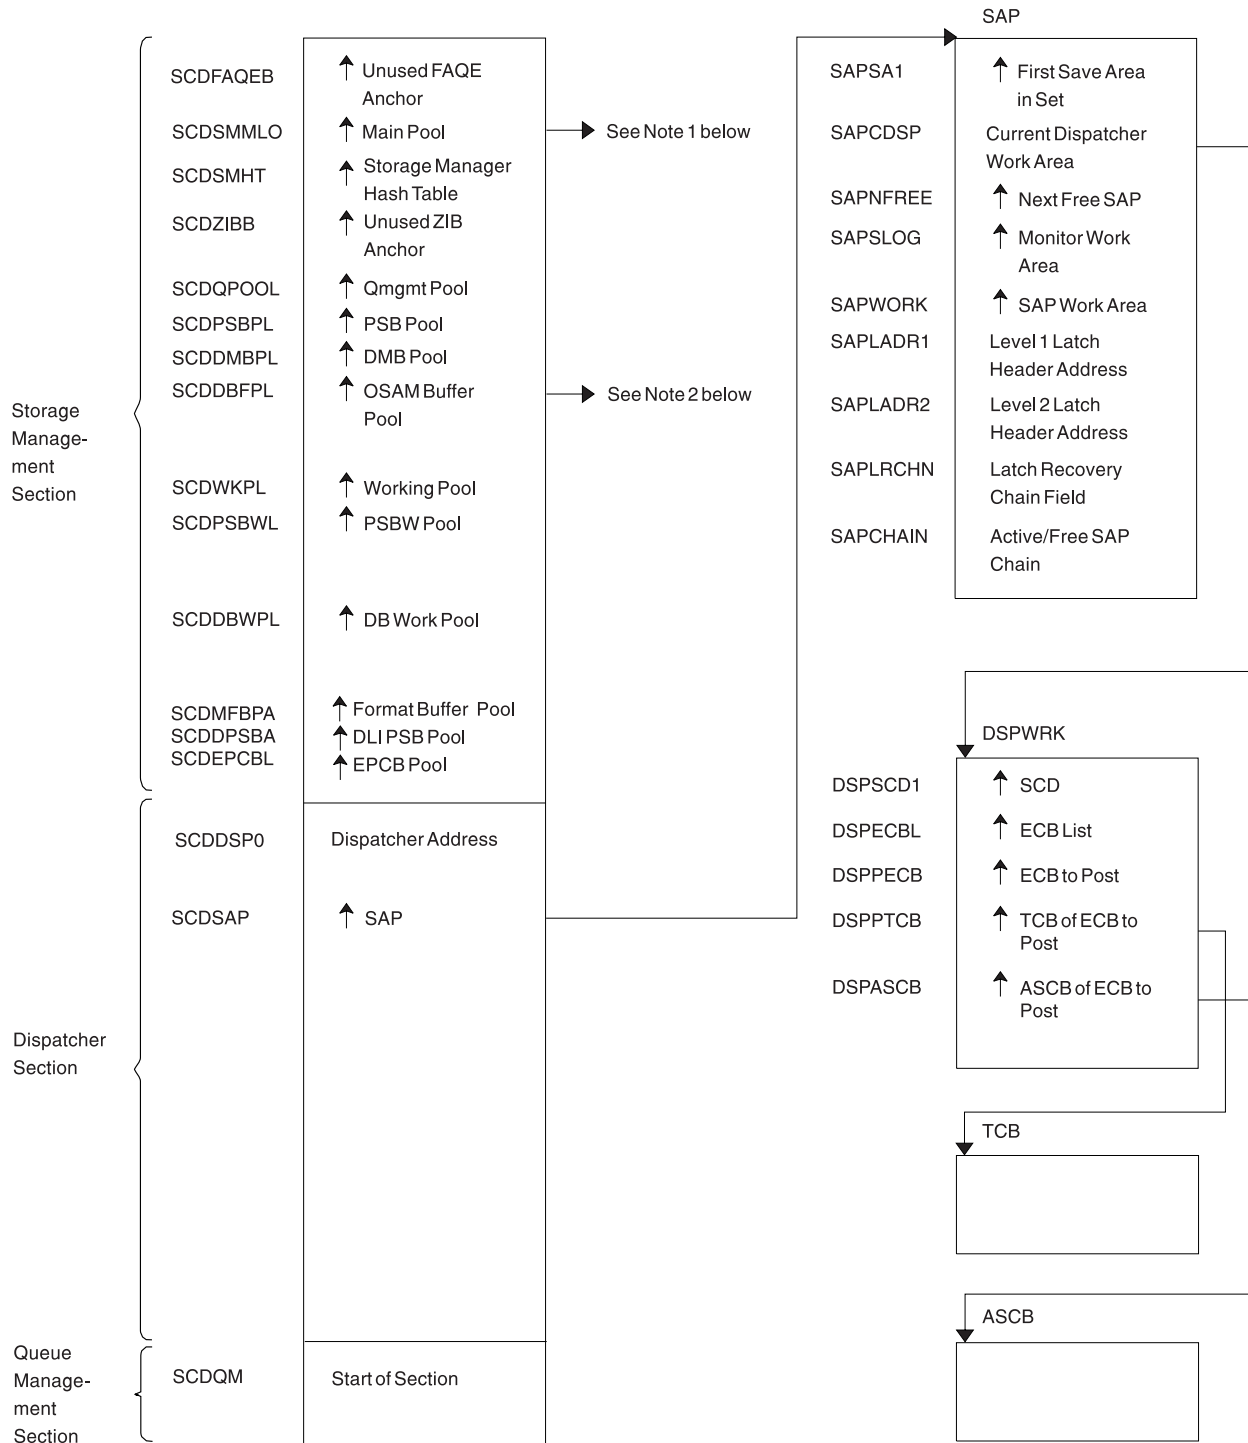 Storage
Manage-
ment
Section
SCDFAQEB
Unused FAQE
Anchor
SCDSMMLO
Main Pool
See Note 1 below
SCDSMHT
Storage Manager
Hash Table
SCDZIBB
Unused ZIB
Anchor
SCDQPOOL
Qmgmt Pool
SCDPSBPL
PSB Pool
SCDDMBPL
DMB Pool
SCDDBFPL
OSAM Buffer
Pool
See Note 2 below
SCDWKPL
Working Pool
SCDPSBWL
PSBW Pool
SCDDBWPL
DB Work Pool
SCDMFBPA
Format Buffer Pool
SCDDPSBA
DLI PSB Pool
SCDEPCBL
EPCB Pool
Dispatcher
Section
SCDDSP0
Dispatcher Address
SCDSAP
SAP
Queue
Manage-
ment
Section
SCDQM
Start of Section
SAP
SAPSA1
First Save Area
in Set
SAPCDSP
Current Dispatcher
Work Area
SAPNFREE
Next Free SAP
SAPSLOG
Monitor Work
Area
SAPWORK
SAP Work Area
SAPLADR1
Level 1 Latch
Header Address
SAPLADR2
Level 2 Latch
Header Address
SAPLRCHN
Latch Recovery
Chain Field
SAPCHAIN
Active/Free SAP
Chain
DSPWRK
DSPSCD1
SCD
DSPECBL
ECB List
DSPPECB
ECB to Post
DSPPTCB
TCB of ECB to
Post
DSPASCB
ASCB of ECB to
Post
TCB
ASCB